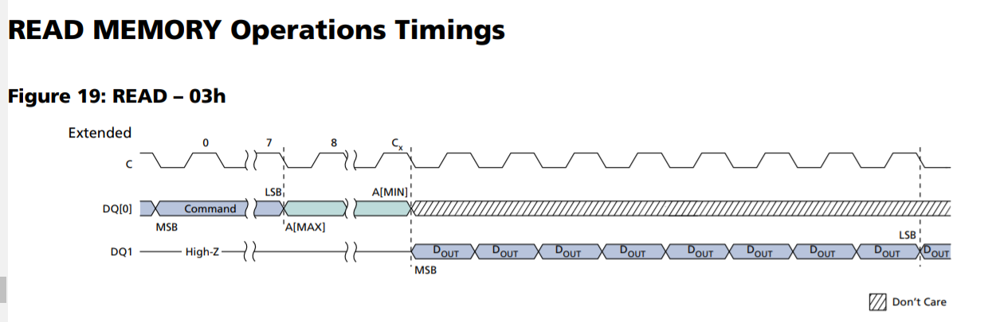 READ MEMORY Operations Timings
Figure 19: READ – 03h
Extended
0 7 8 Cx
C
LSB A[MIN]
DQ[0] Command
MSB A[MAX]
LSB
DQ1 High-Z DOUT DOUT DOUT DOUT DOUT DOUT DOUT DOUT DOUT
MSB
Don't Care